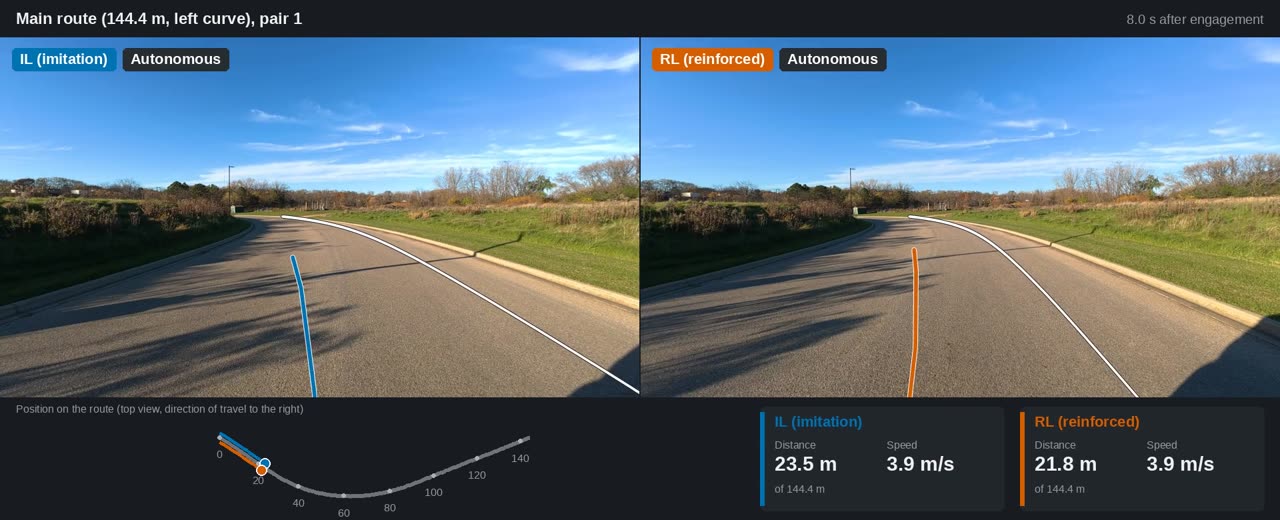 Main route (144.4 m, left curve), pair 1
8.0 s after engagement
IL (imitation) Autonomous
RL (reinforced) Autonomous
Position on the route (top view, direction of travel to the right)
0
20
40
60
80
100
120
140
IL (imitation)
Distance Speed
23.5 m 3.9 m/s
of 144.4 m
RL (reinforced)
Distance Speed
21.8 m 3.9 m/s
of 144.4 m